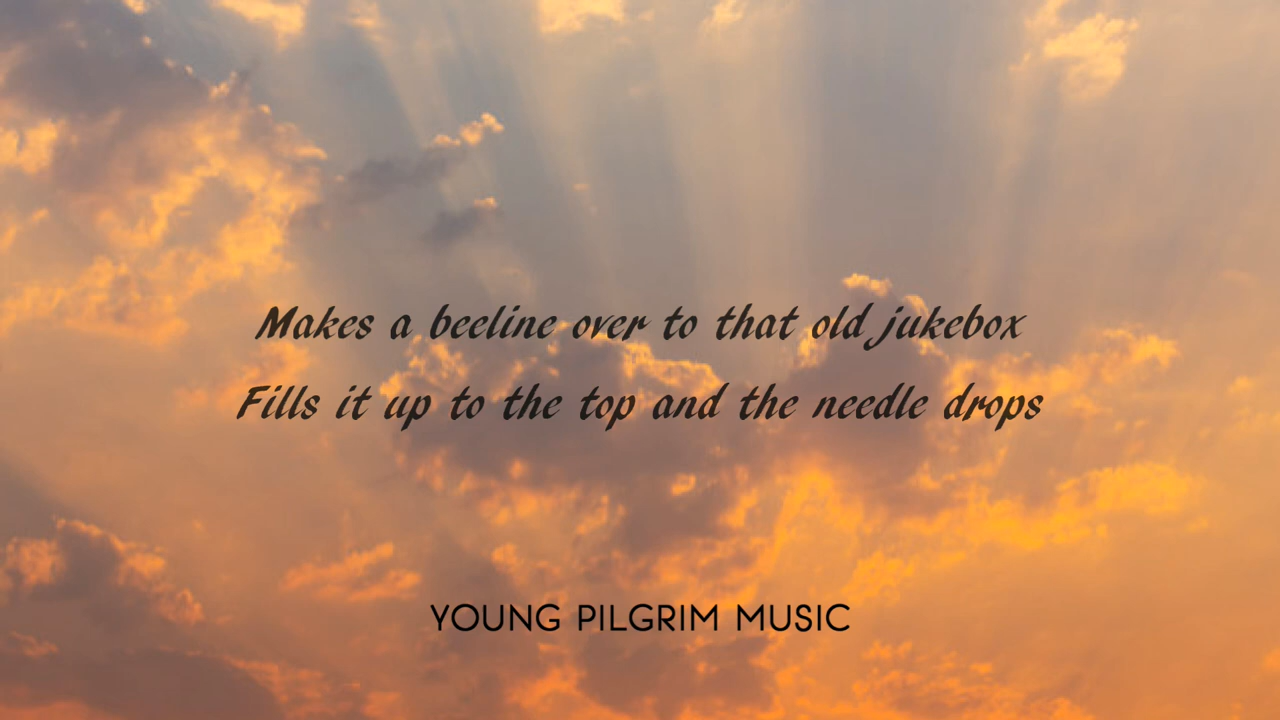 Makes a beeline over to that old jukebox
Fills it up to the top and the needle drops
YOUNG PILGRIM MUSIC